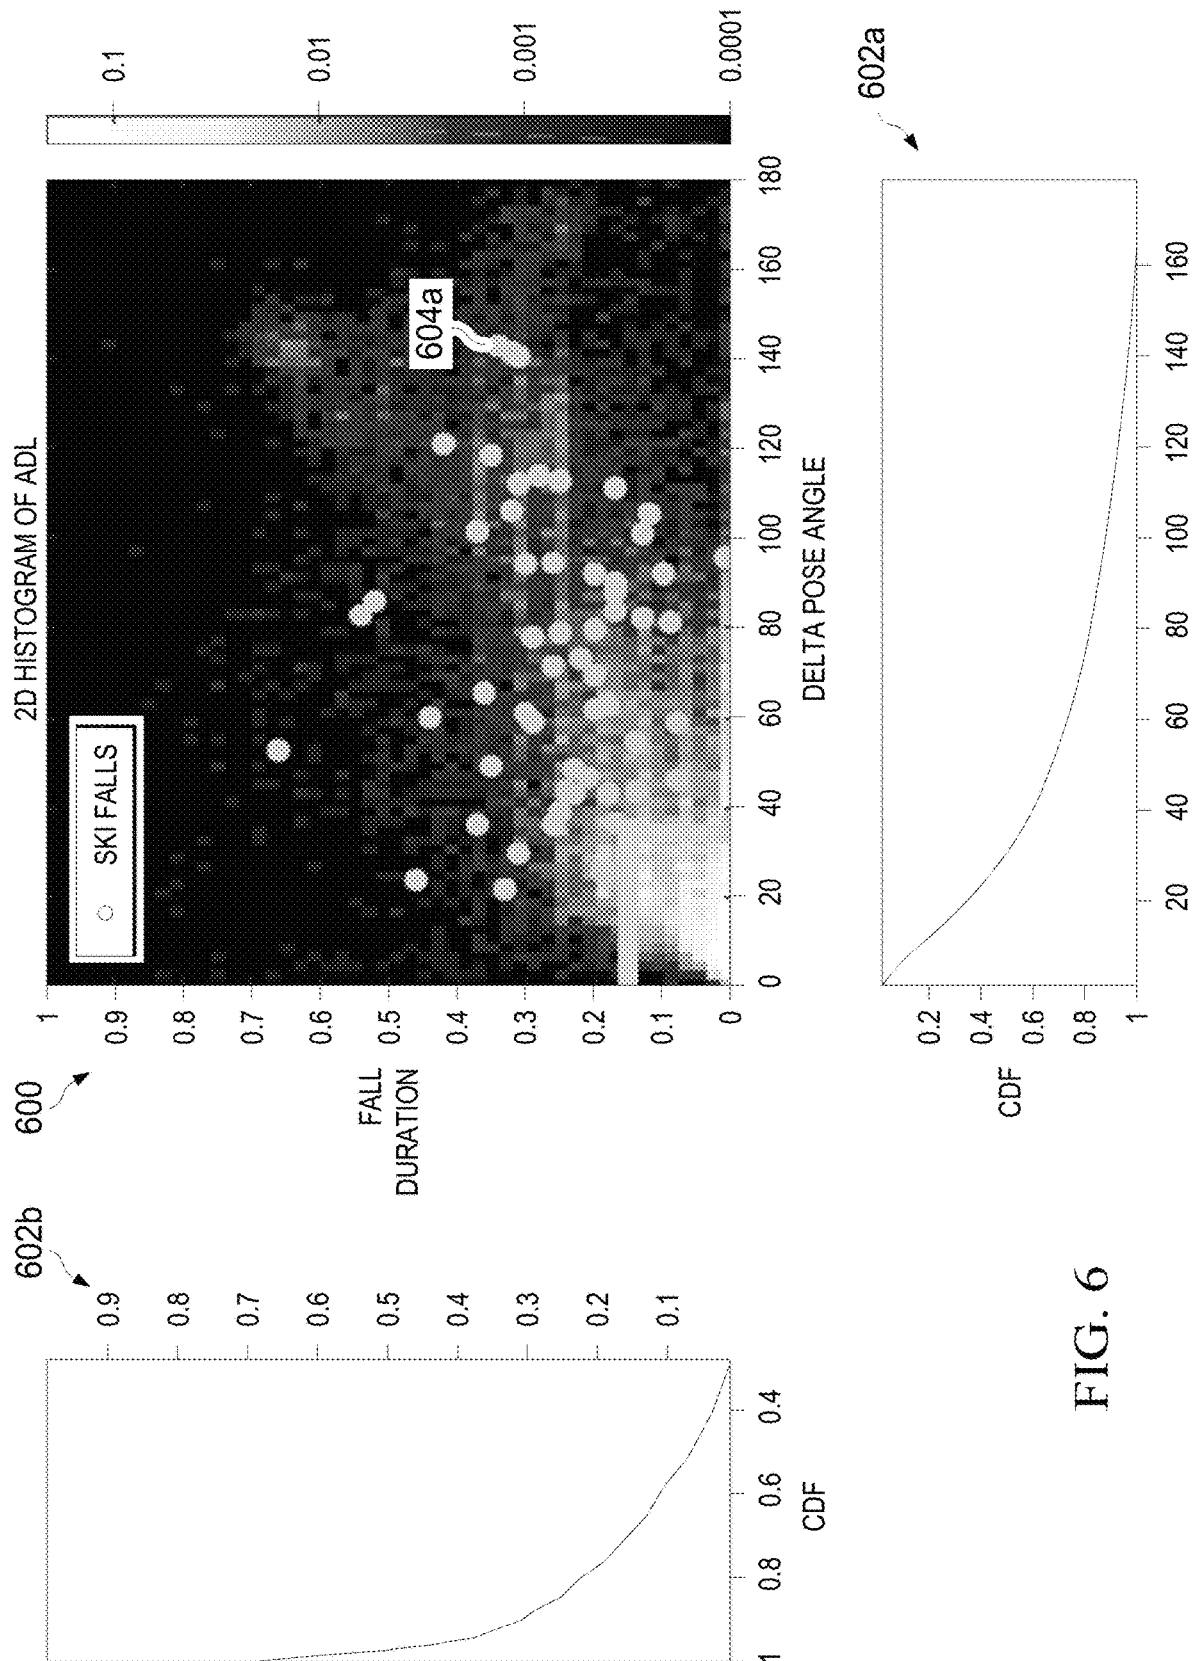 600
2D HISTOGRAM OF ADL
SKI FALLS
604a
1
0.9
0.8
0.7
0.6
0.5
0.4
0.3
0.2
0.1
0
FALL
DURATION
0 20 40 60 80 100 120 140 160 180
DELTA POSE ANGLE
0.1
0.01
0.001
0.0001
602b
0.9
0.8
0.7
0.6
0.5
0.4
0.3
0.2
0.1
1 0.8 0.6 0.4
CDF
602a
0.2
0.4
0.6
0.8
1
CDF
20 40 60 80 100 120 140 160
FIG. 6